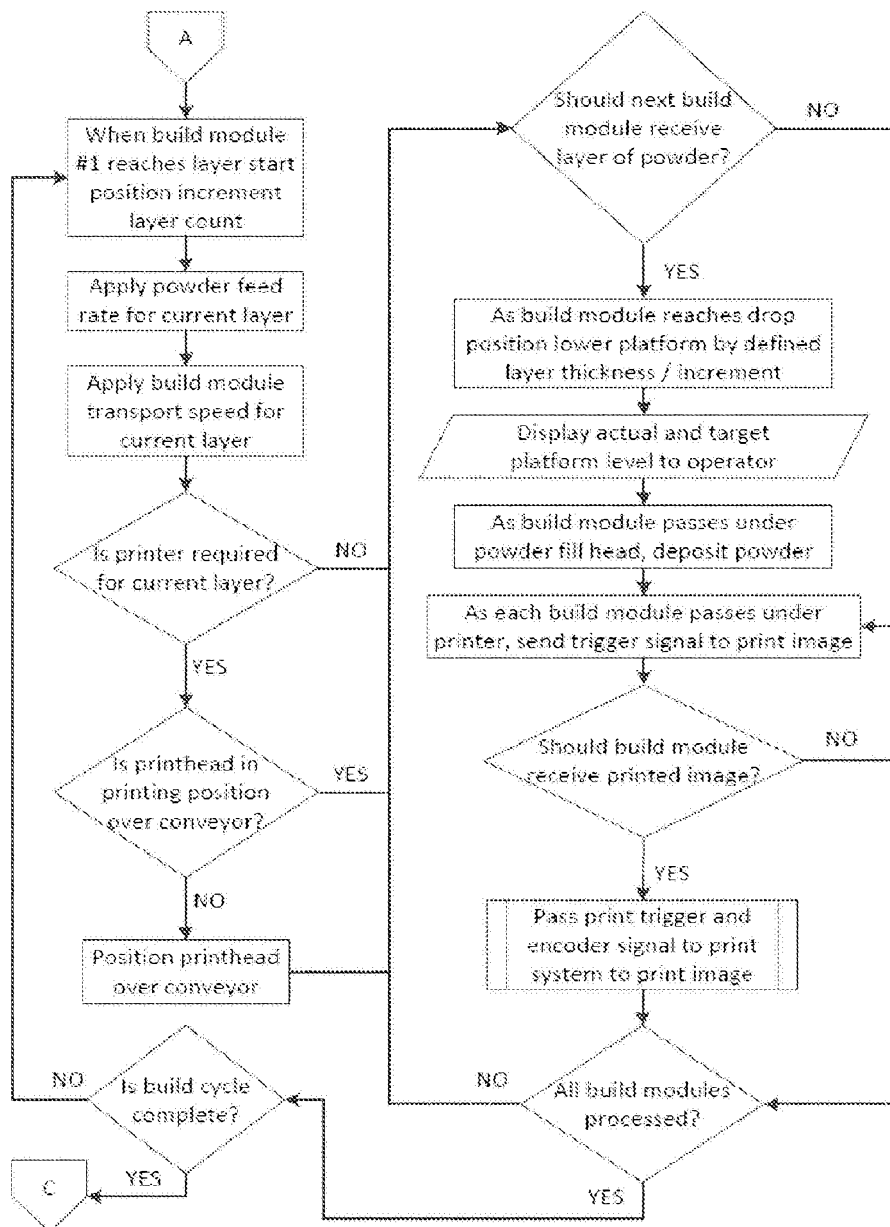 A
When build module
#1 reaches layer start
position increment
layer count
Apply powder feed
rate for current layer
Apply build module
transport speed for
current layer
Is printer required
for current layer?
NO
YES
Is printhead in
printing position
over conveyor?
YES
NO
Position printhead
over conveyor
Is build cycle
complete?
NO
YES
C
Should next build
module receive
layer of powder?
NO
YES
As build module reaches drop
position lower platform by defined
layer thickness / increment
Display actual and target
platform level to operator
As build module passes under
powder fill head, deposit powder
As each build module passes under
printer, send trigger signal to print image
Should build module
receive printed image?
NO
YES
Pass print trigger and
encoder signal to print
system to print image
All build modules
processed?
NO
YES